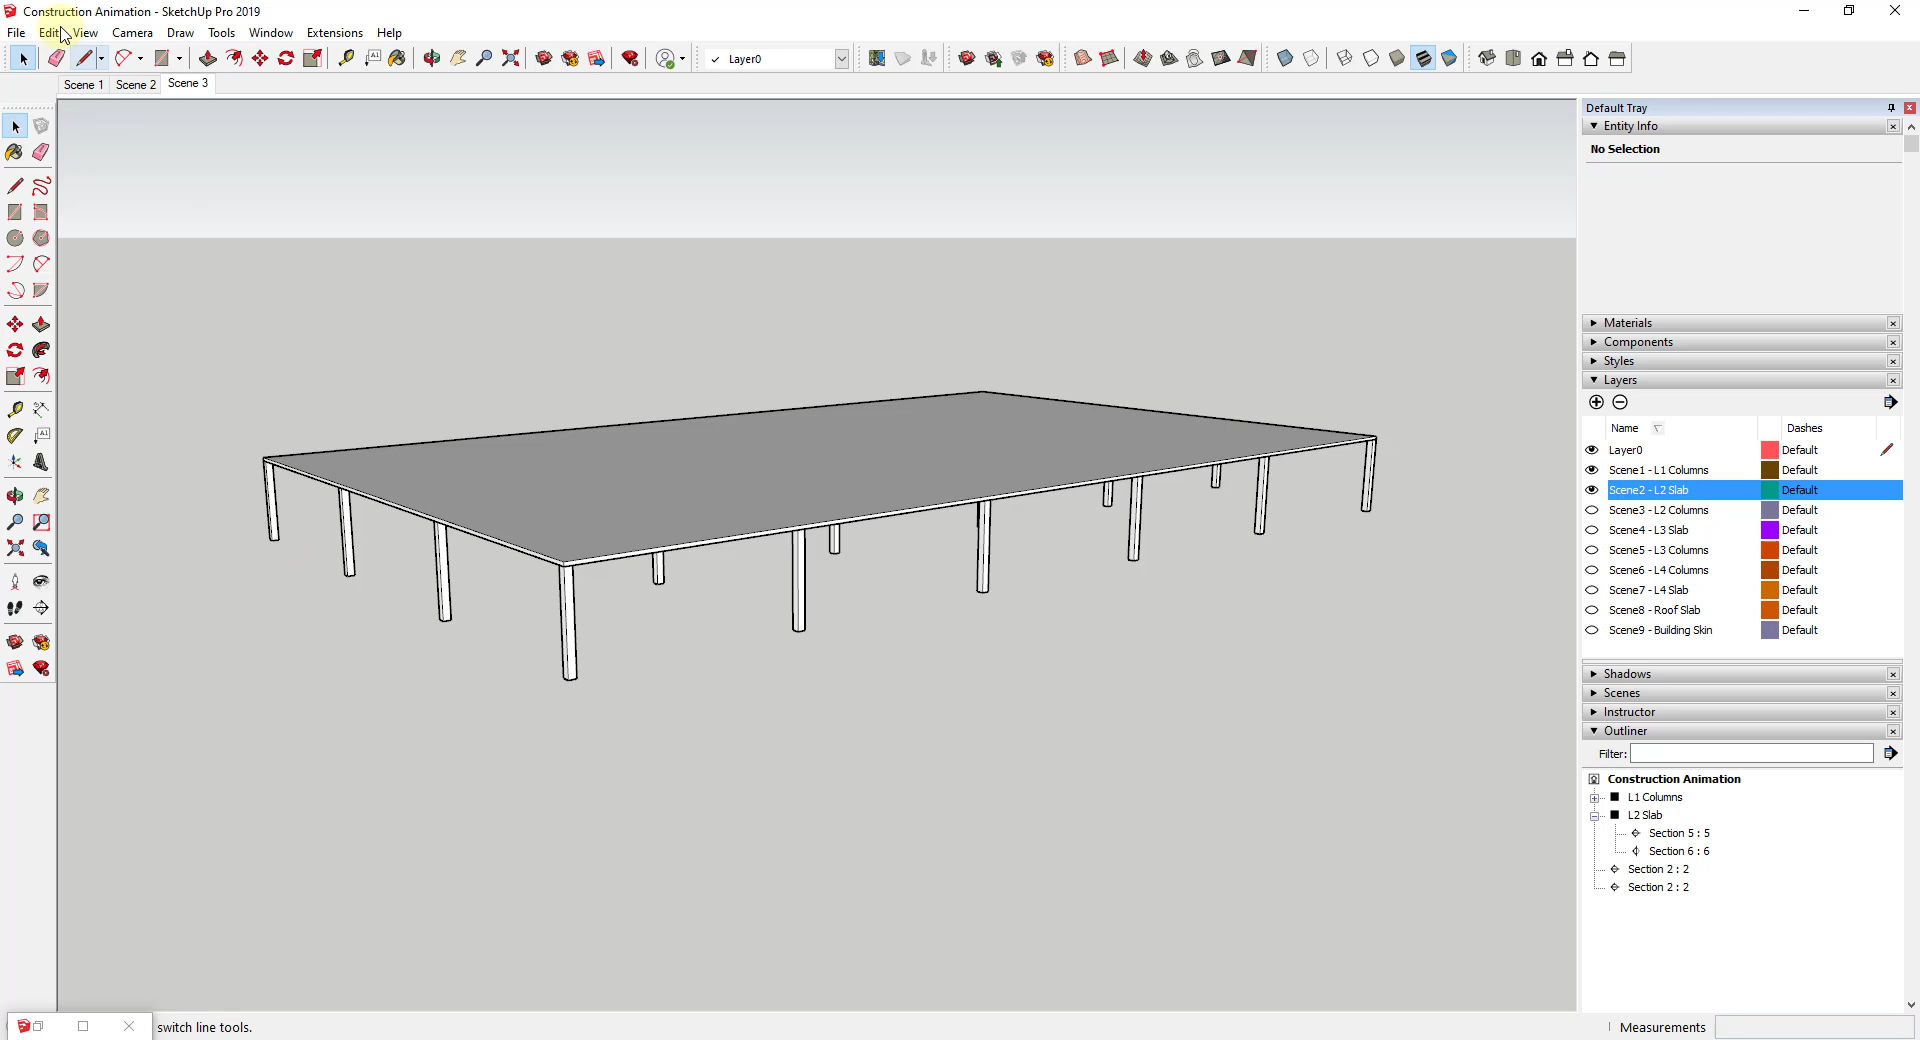 Construction Animation - SketchUp Pro 2019
File Edit View Camera Draw Tools Window Extensions Help
Layer0
Scene 1 Scene 2 Scene 3
Default Tray
Entity Info
No Selection
Materials
Components
Styles
Layers
Name Dashes
Layer0 Default
Scene1 - L1 Columns Default
Scene2 - L2 Slab Default
Scene3 - L2 Columns Default
Scene4 - L3 Slab Default
Scene5 - L3 Columns Default
Scene6 - L4 Columns Default
Scene7 - L4 Slab Default
Scene8 - Roof Slab Default
Scene9 - Building Skin Default
Shadows
Scenes
Instructor
Outliner
Filter:
Construction Animation
L1 Columns
L2 Slab
Section 5 : 5
Section 6 : 6
Section 2 : 2
Section 2 : 2
switch line tools.
Measurements